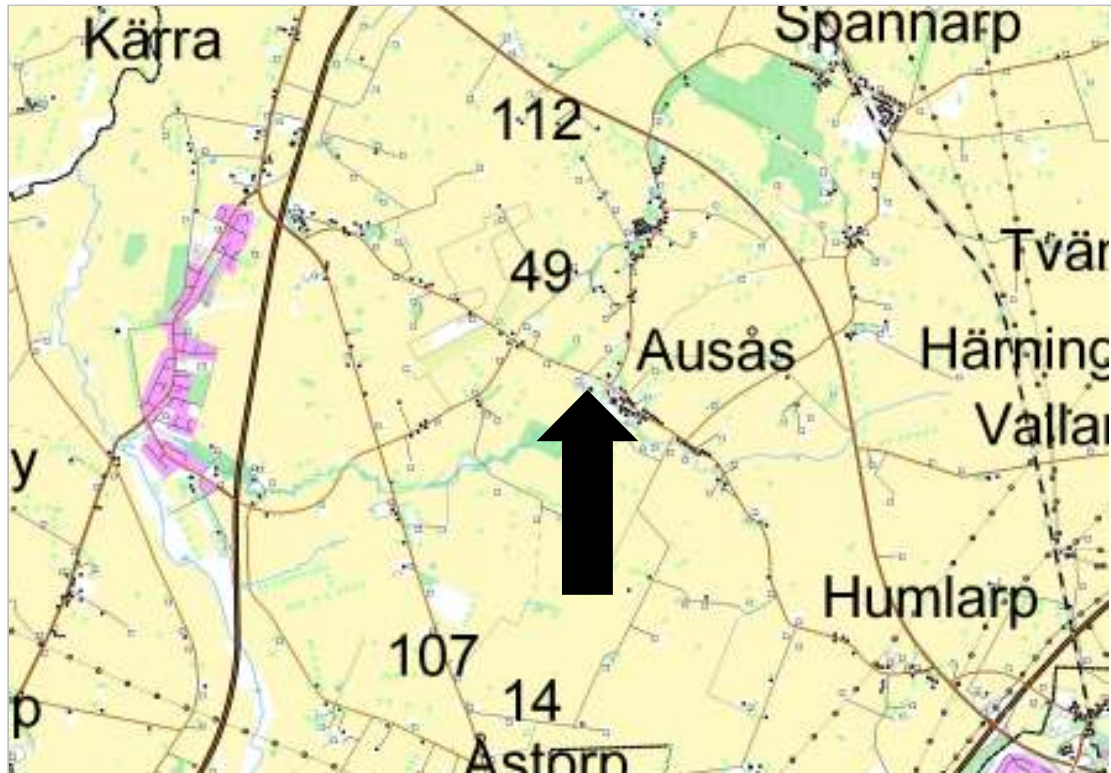 Kärra
Spannarp
112
49
Tvär
Ausås
Härning
Vallar
y
Humlarp
107
14
p
Åstorp